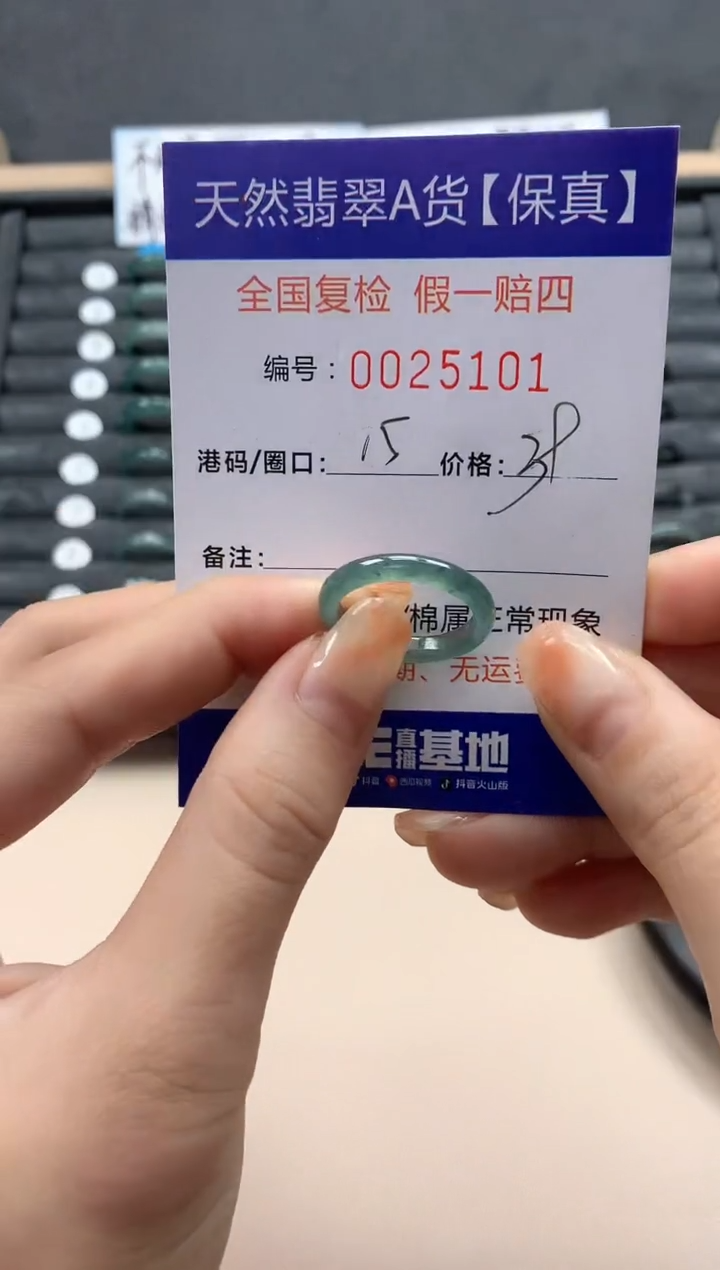 天然翡翠A货【保真】
全国复检 假一赔四
编号：0025101
港码/圈口：15 价格：38
备注：
棉属正常现象
期、无运费
直播基地
抖音 西瓜视频 抖音火山版